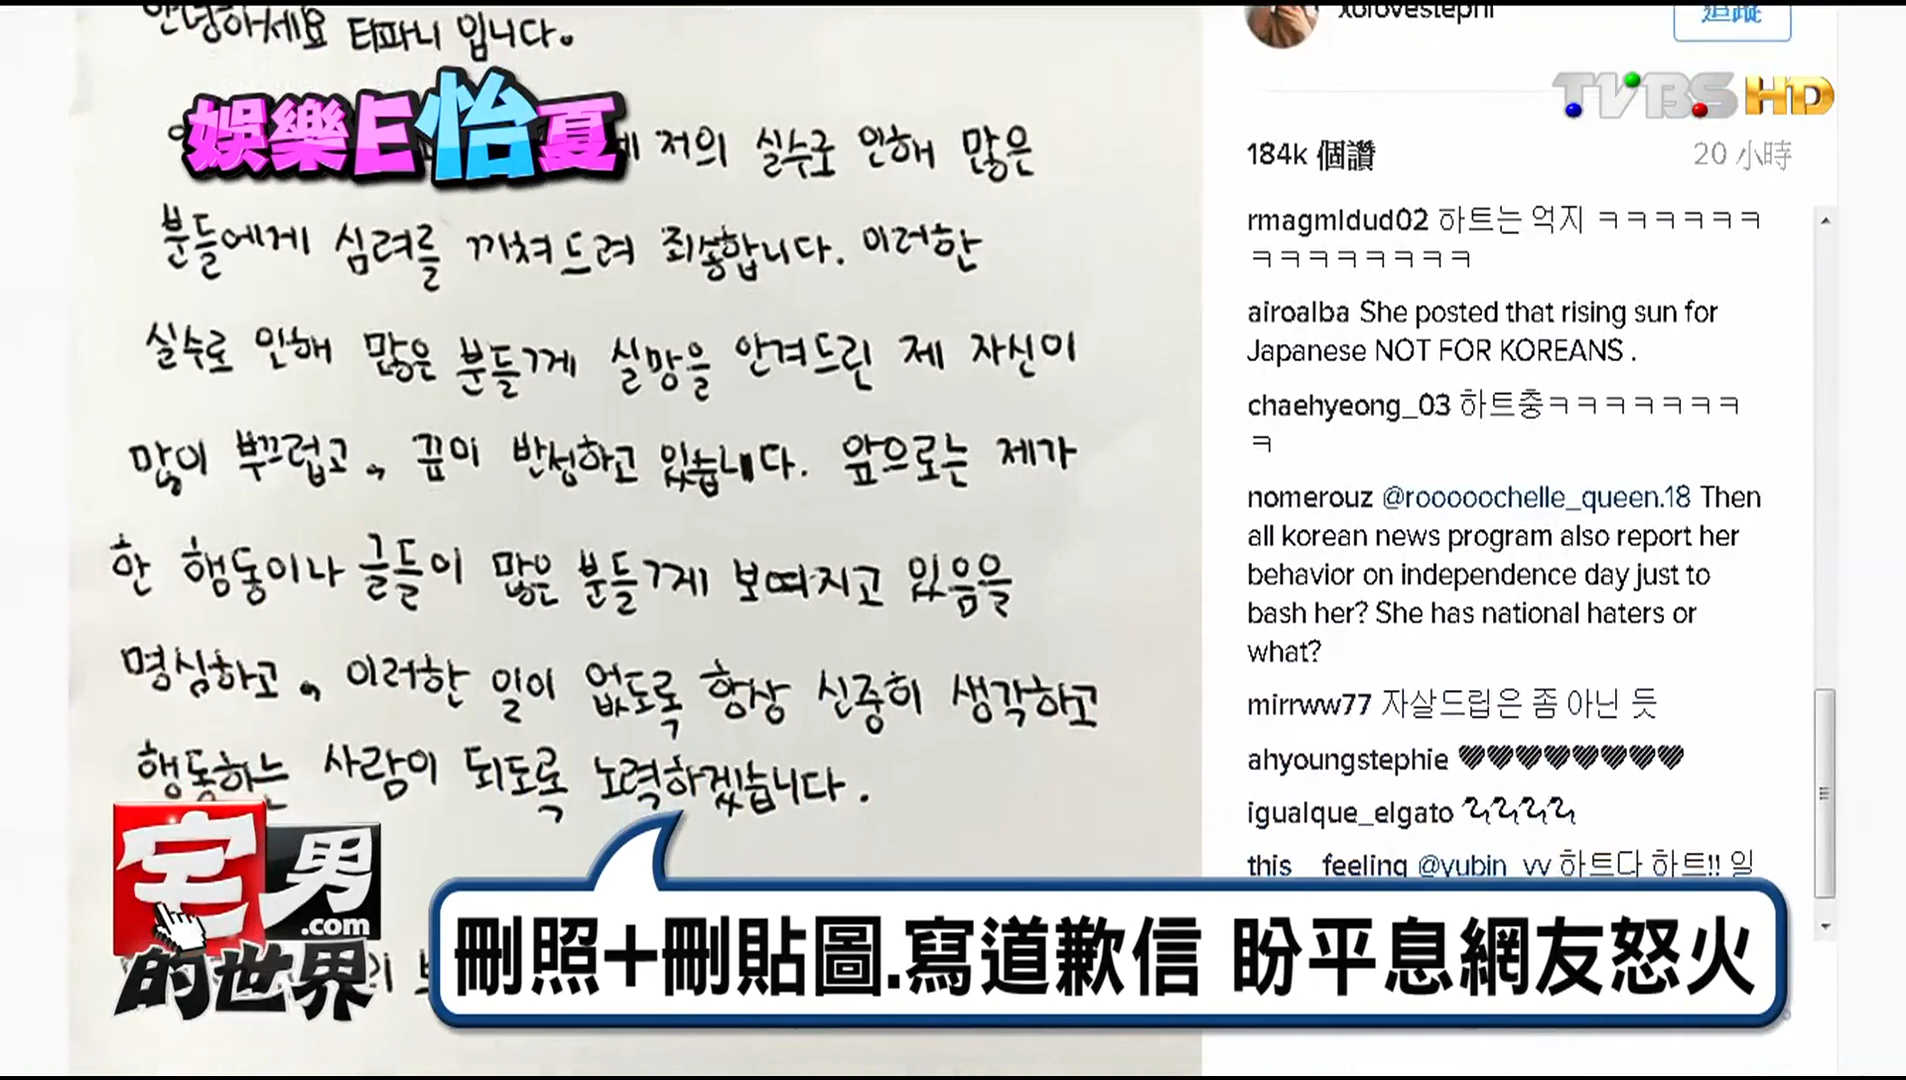 안녕하세요 티파니 입니다.
娛樂E怡夏
저의 실수로 인해 많은
분들에게 심려를 끼쳐드려 죄송합니다. 이러한
실수로 인해 많은 분들께 실망을 안겨드린 제 자신이
많이 부끄럽고, 깊이 반성하고 있습니다. 앞으로는 제가
한 행동이나 글들이 많은 분들께 보여지고 있음을
명심하고, 이러한 일이 없도록 항상 신중히 생각하고
행동하는 사람이 되도록 노력하겠습니다.
xolovestephi
追蹤
TVBS HD
184k 個讚
20 小時
rmagmldud02 하트는 억지 ㅋㅋㅋㅋㅋㅋ
ㅋㅋㅋㅋㅋㅋㅋㅋ
airoalba She posted that rising sun for
Japanese NOT FOR KOREANS .
chaehyeong_03 하트충ㅋㅋㅋㅋㅋㅋㅋ
ㅋ
nomerouz @rooooochelle_queen.18 Then
all korean news program also report her
behavior on independence day just to
bash her? She has national haters or
what?
mirrww77 자살드립은 좀 아닌 듯
ahyoungstephie ♥♥♥♥♥♥♥♥
igualque_elgato
this__feeling @yubin_vv 하트다 하트!! 일
宅男
.com
的世界
刪照+刪貼圖.寫道歉信 盼平息網友怒火